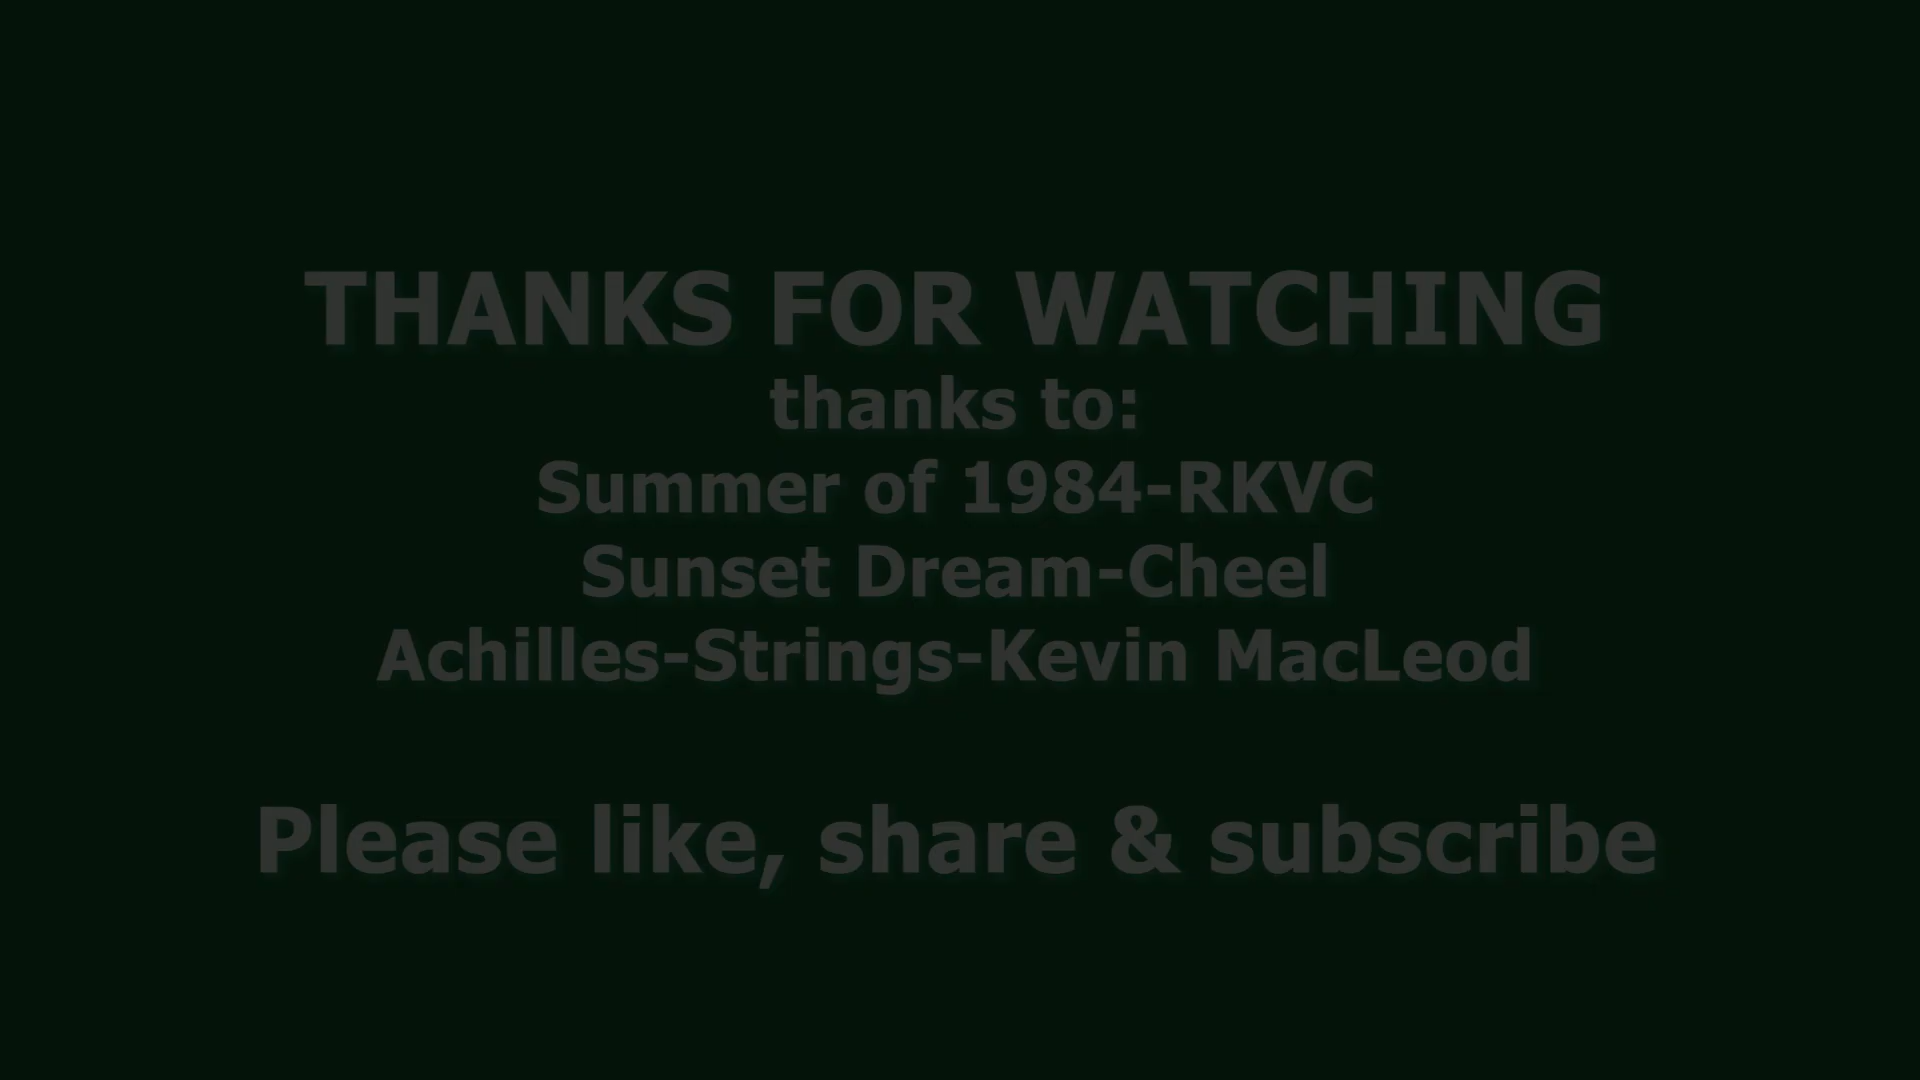 THANKS FOR WATCHING
thanks to:
Summer of 1984-RKVC
Sunset Dream-Cheel
Achilles-Strings-Kevin MacLeod
Please like, share & subscribe